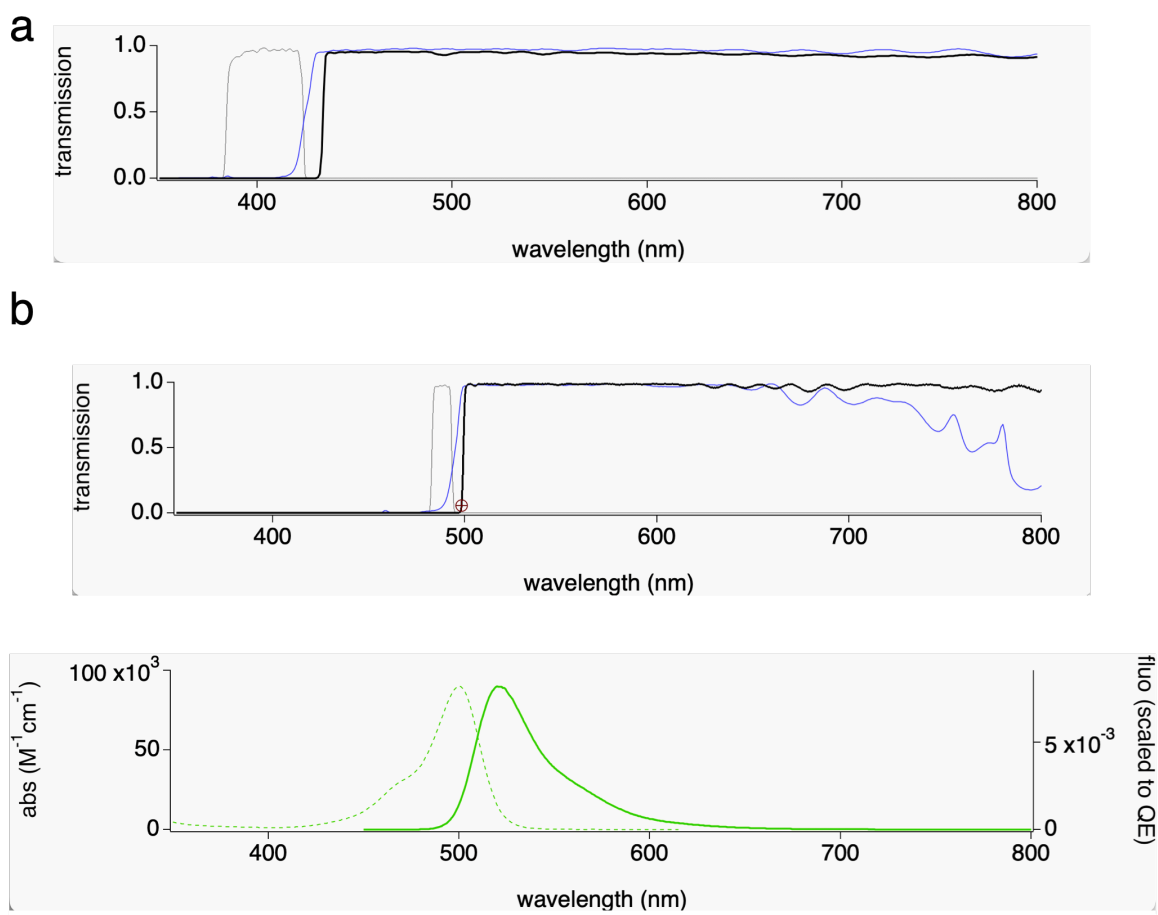 a
transmission
1.0
0.5
0.0
400 500 600 700 800
wavelength (nm)
b
transmission
1.0
0.5
0.0
400 500 600 700 800
wavelength (nm)
abs (M⁻¹cm⁻¹)
100 x10³
50
0
400 500 600 700 800
wavelength (nm)
5 x10⁻³
0
fluo (scaled to QE)